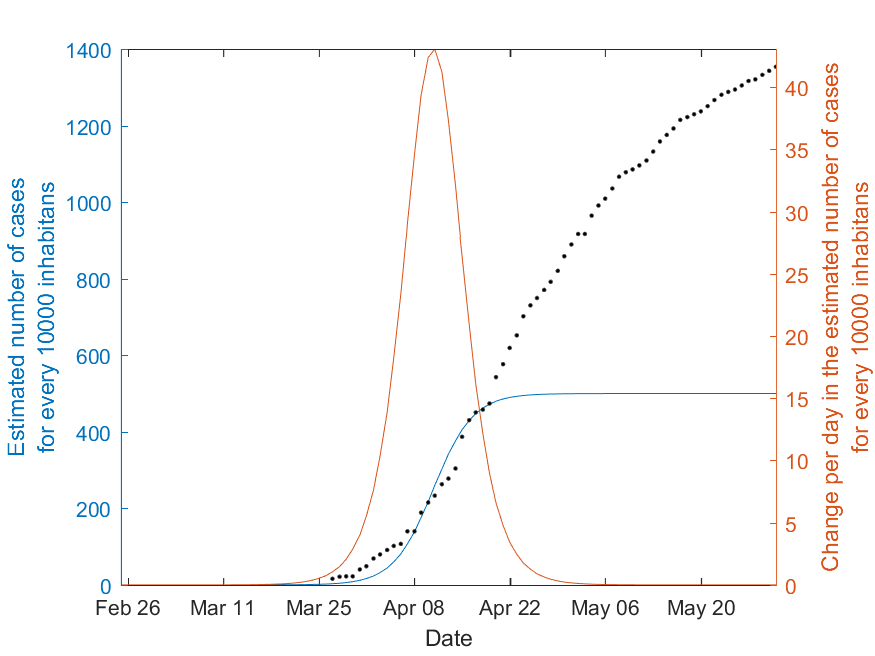 1400
1200
1000
800
600
400
200
0
Estimated number of cases
for every 10000 inhabitans
40
35
30
25
20
15
10
5
0
Change per day in the estimated number of cases
for every 10000 inhabitans
Feb 26 Mar 11 Mar 25 Apr 08 Apr 22 May 06 May 20
Date